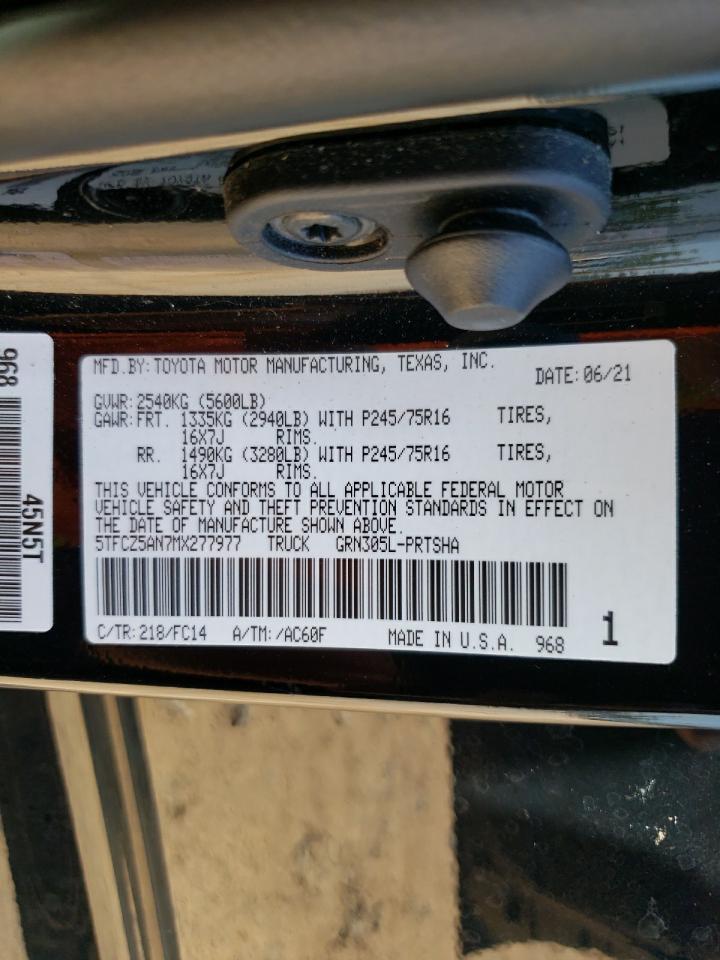 MFD.BY:TOYOTA MOTOR MANUFACTURING, TEXAS, INC.
DATE:06/21
GVWR:2540KG (5600LB)
GAWR:FRT. 1335KG (2940LB) WITH P245/75R16 TIRES,
16X7J RIMS.
RR. 1490KG (3280LB) WITH P245/75R16 TIRES,
16X7J RIMS.
THIS VEHICLE CONFORMS TO ALL APPLICABLE FEDERAL MOTOR
VEHICLE SAFETY AND THEFT PREVENTION STANDARDS IN EFFECT ON
THE DATE OF MANUFACTURE SHOWN ABOVE.
5TFCZ5AN7MX277977 TRUCK GRN305L-PRTSHA
C/TR:218/FC14 A/TM:/AC60F MADE IN U.S.A. 968
1
968
45N5T